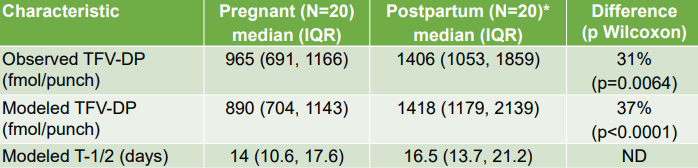 Characteristic Pregnant (N=20) median (IQR) Postpartum (N=20)* median (IQR) Difference (p Wilcoxon)
Observed TFV-DP (fmol/punch) 965 (691, 1166) 1406 (1053, 1859) 31% (p=0.0064)
Modeled TFV-DP (fmol/punch) 890 (704, 1143) 1418 (1179, 2139) 37% (p<0.0001)
Modeled T-1/2 (days) 14 (10.6, 17.6) 16.5 (13.7, 21.2) ND